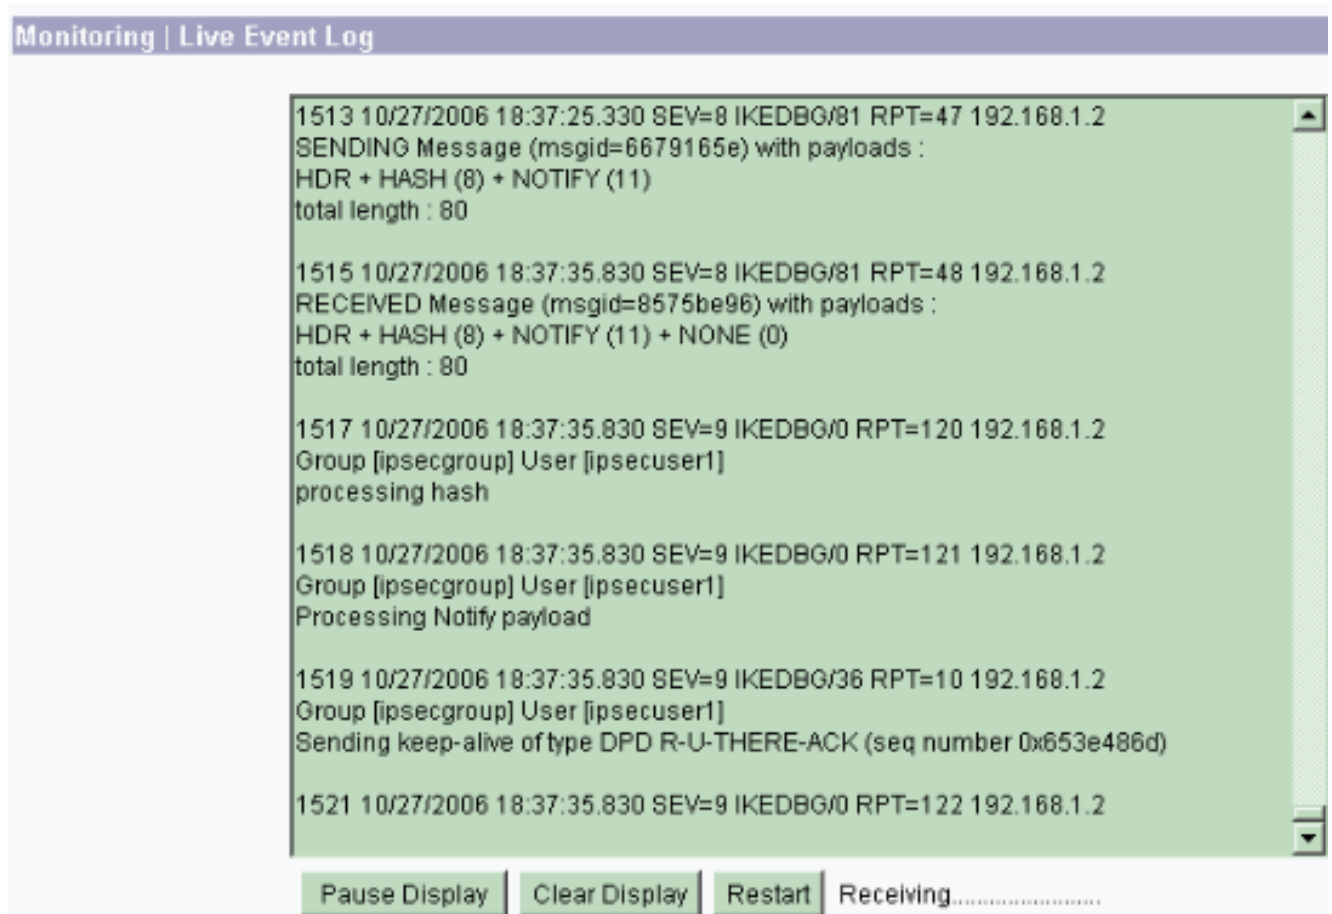 Monitoring | Live Event Log
1513 10/27/2006 18:37:25.330 SEV=8 IKEDBG/81 RPT=47 192.168.1.2
SENDING Message (msgid=6679165e) with payloads :
HDR + HASH (8) + NOTIFY (11)
total length : 80
1515 10/27/2006 18:37:35.830 SEV=8 IKEDBG/81 RPT=48 192.168.1.2
RECEIVED Message (msgid=8575be96) with payloads :
HDR + HASH (8) + NOTIFY (11) + NONE (0)
total length : 80
1517 10/27/2006 18:37:35.830 SEV=9 IKEDBG/0 RPT=120 192.168.1.2
Group [ipsecgroup] User [ipsecuser1]
processing hash
1518 10/27/2006 18:37:35.830 SEV=9 IKEDBG/0 RPT=121 192.168.1.2
Group [ipsecgroup] User [ipsecuser1]
Processing Notify payload
1519 10/27/2006 18:37:35.830 SEV=9 IKEDBG/36 RPT=10 192.168.1.2
Group [ipsecgroup] User [ipsecuser1]
Sending keep-alive of type DPD R-U-THERE-ACK (seq number 0x653e486d)
1521 10/27/2006 18:37:35.830 SEV=9 IKEDBG/0 RPT=122 192.168.1.2
Pause Display Clear Display Restart Receiving........................